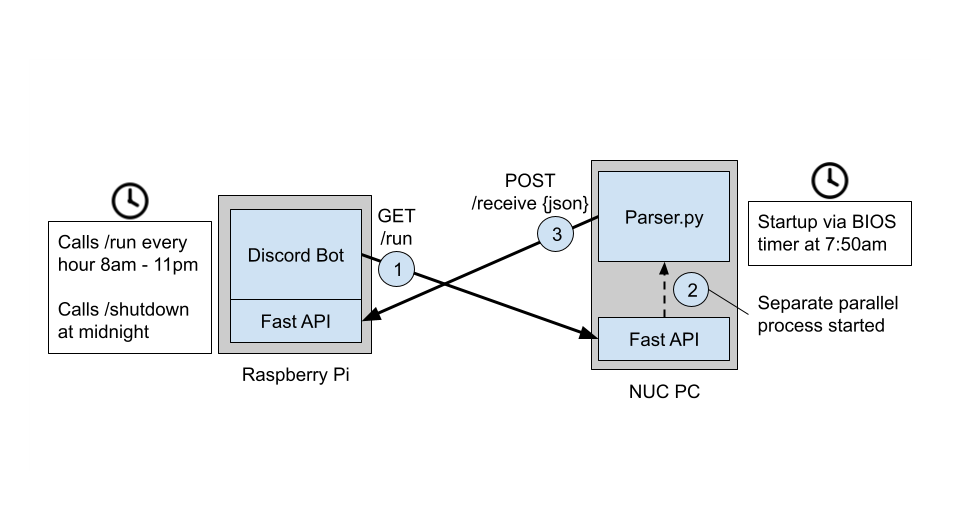 Calls /run every
hour 8am - 11pm
Calls /shutdown
at midnight
Discord Bot
Fast API
Raspberry Pi
GET
/run
1
POST
/receive {json}
3
Parser.py
2
Fast API
NUC PC
Startup via BIOS
timer at 7:50am
Separate parallel
process started